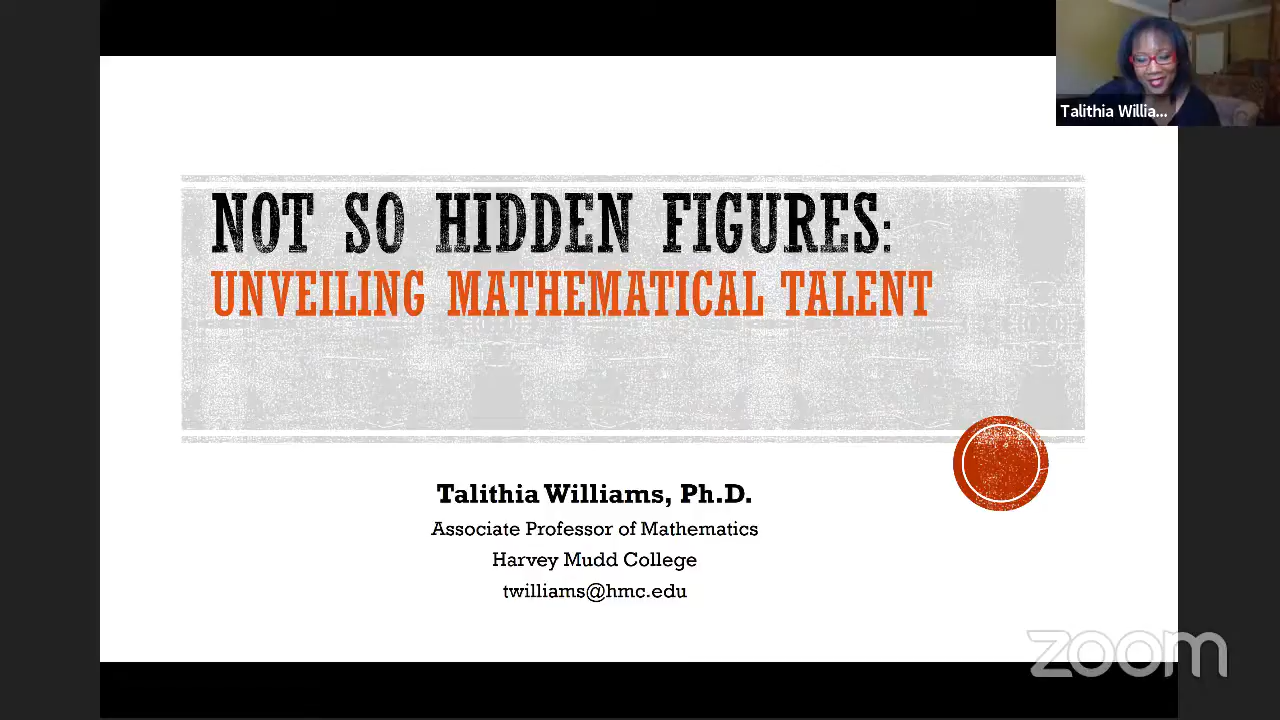 Talithia Willia...
NOT SO HIDDEN FIGURES:
UNVEILING MATHEMATICAL TALENT
Talithia Williams, Ph.D.
Associate Professor of Mathematics
Harvey Mudd College
twilliams@hmc.edu
zoom